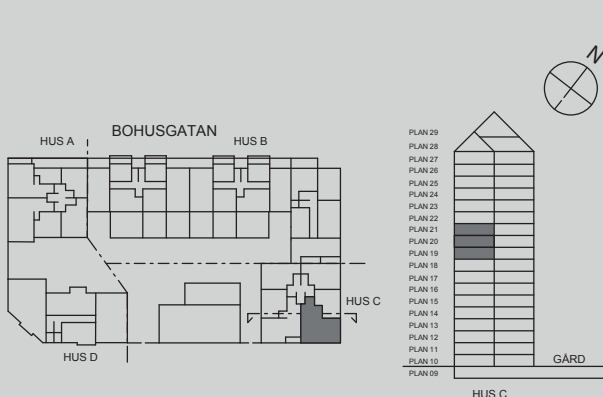 N
BOHUSGATAN
HUS A
HUS B
HUS C
HUS D
PLAN 29
PLAN 28
PLAN 27
PLAN 26
PLAN 25
PLAN 24
PLAN 23
PLAN 22
PLAN 21
PLAN 20
PLAN 19
PLAN 18
PLAN 17
PLAN 16
PLAN 15
PLAN 14
PLAN 13
PLAN 12
PLAN 11
PLAN 10
PLAN 09
GÅRD
HUS C